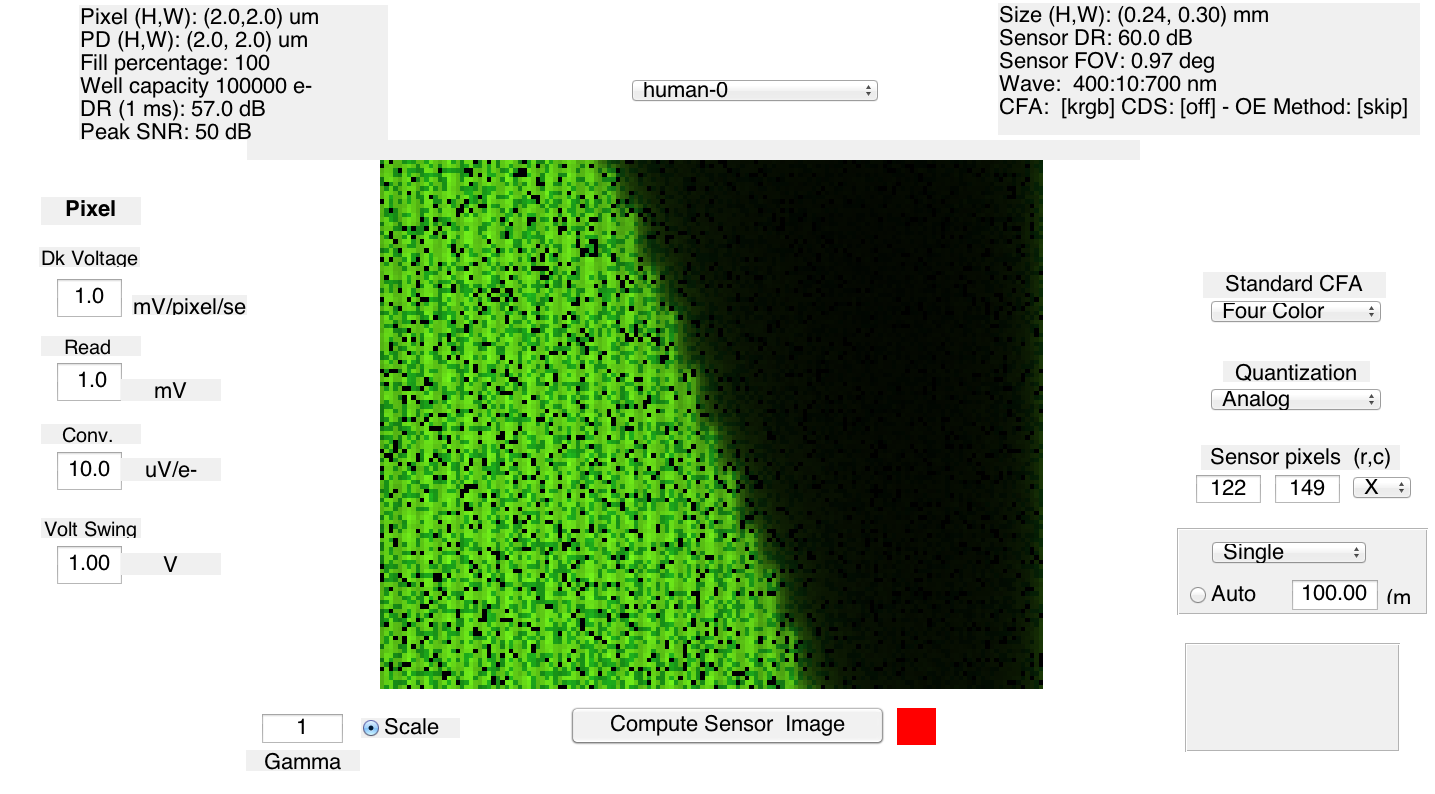 Pixel (H,W): (2.0,2.0) um
PD (H,W): (2.0, 2.0) um
Fill percentage: 100
Well capacity 100000 e-
DR (1 ms): 57.0 dB
Peak SNR: 50 dB
human-0
Size (H,W): (0.24, 0.30) mm
Sensor DR: 60.0 dB
Sensor FOV: 0.97 deg
Wave: 400:10:700 nm
CFA: [krgb] CDS: [off] - OE Method: [skip]
Pixel
Dk Voltage
1.0 mV/pixel/se
Read
1.0 mV
Conv.
10.0 uV/e-
Volt Swing
1.00 V
Standard CFA
Four Color
Quantization
Analog
Sensor pixels (r,c)
122 149 X
Single
Auto 100.00 (m
1 Scale
Gamma
Compute Sensor Image